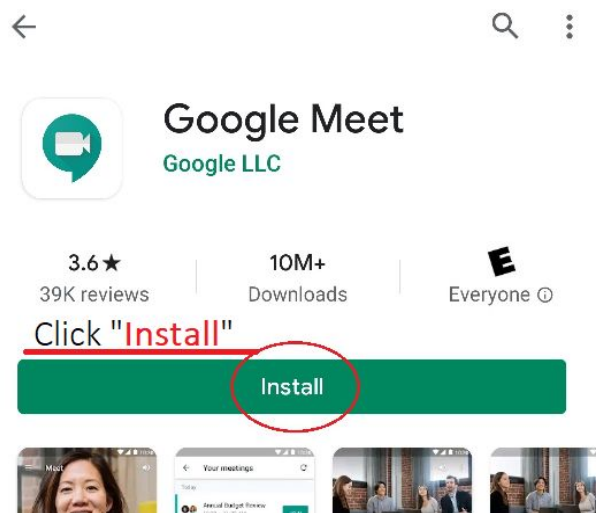 Google Meet
Google LLC
3.6★ 10M+ E
39K reviews Downloads Everyone
Click "Install"
Install
Meet
Your meetings
Today
Annual Budget Review